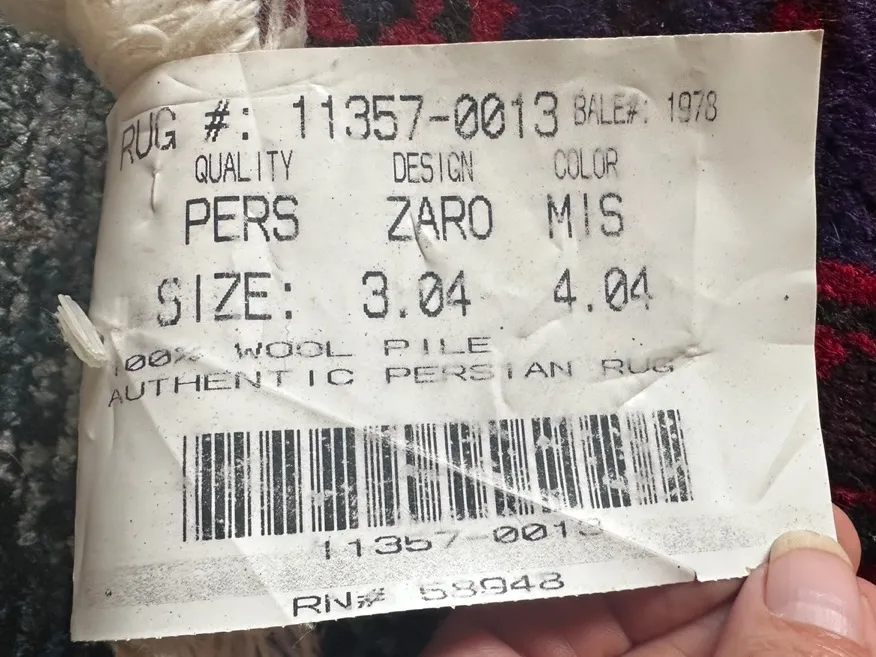 RUG #: 11357-0013 BALE#: 1978
QUALITY DESIGN COLOR
PERS ZARO MIS
SIZE: 3.04 4.04
100% WOOL PILE
AUTHENTIC PERSIAN RUG
11357-0013
RN# 58948